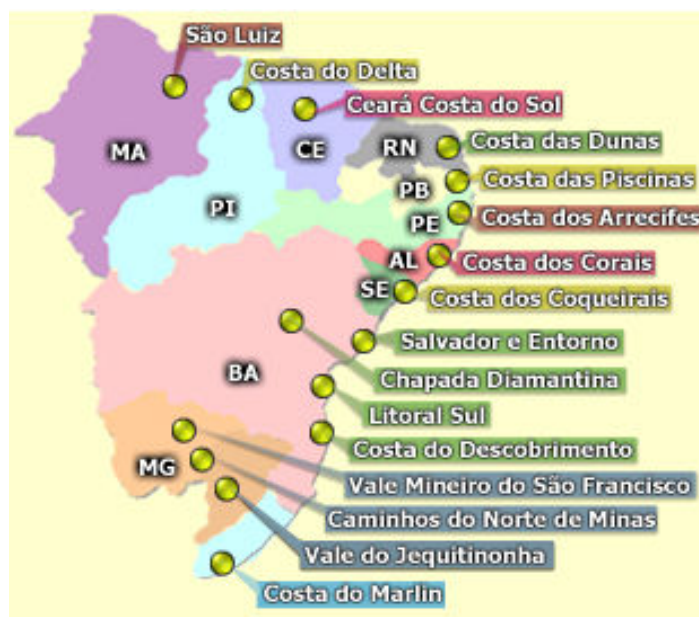 São Luiz
Costa do Delta
Ceará Costa do Sol
MA
CE
RN
Costa das Dunas
PB
Costa das Piscinas
PI
PE
Costa dos Arrecifes
AL
Costa dos Corais
SE
Costa dos Coqueirais
Salvador e Entorno
BA
Chapada Diamantina
Litoral Sul
Costa do Descobrimento
MG
Vale Mineiro do São Francisco
Caminhos do Norte de Minas
Vale do Jequitinonha
Costa do Marlin